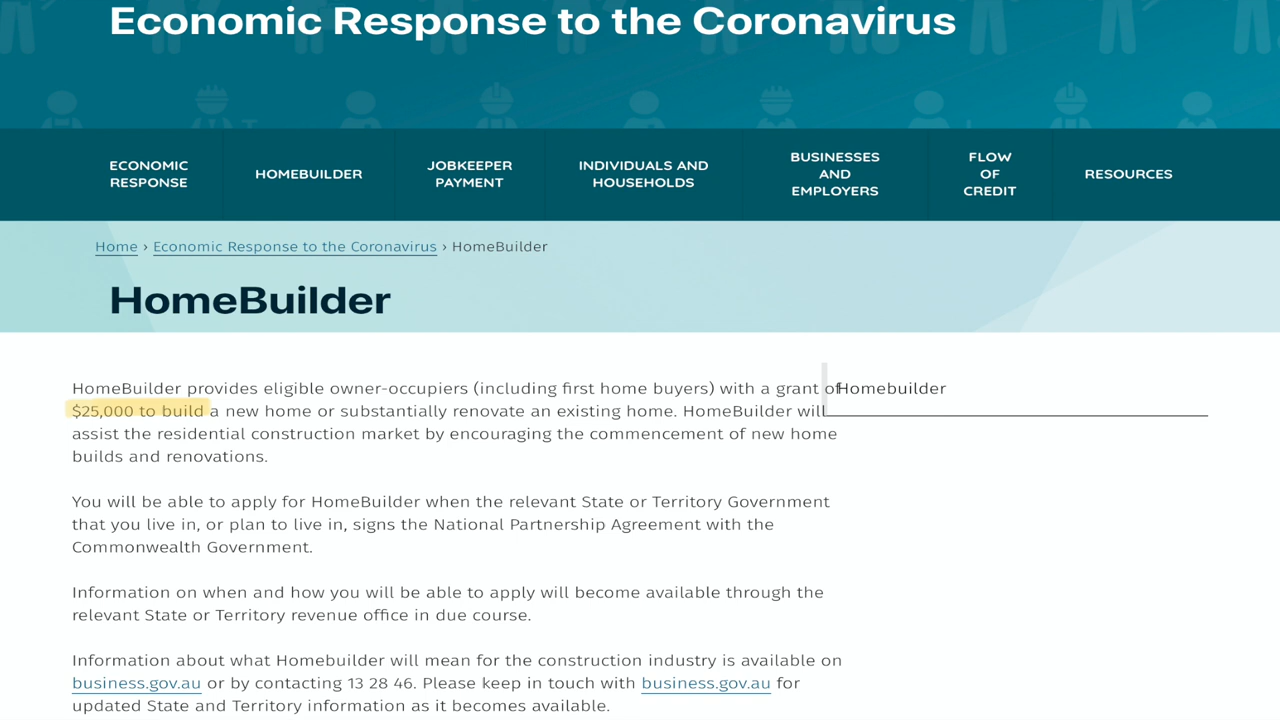 Economic Response to the Coronavirus
ECONOMIC
RESPONSE
HOMEBUILDER
JOBKEEPER
PAYMENT
INDIVIDUALS AND
HOUSEHOLDS
BUSINESSES
AND
EMPLOYERS
FLOW
OF
CREDIT
RESOURCES
Home › Economic Response to the Coronavirus › HomeBuilder
HomeBuilder
HomeBuilder provides eligible owner-occupiers (including first home buyers) with a grant of
$25,000 to build a new home or substantially renovate an existing home. HomeBuilder will
assist the residential construction market by encouraging the commencement of new home
builds and renovations.
You will be able to apply for HomeBuilder when the relevant State or Territory Government
that you live in, or plan to live in, signs the National Partnership Agreement with the
Commonwealth Government.
Information on when and how you will be able to apply will become available through the
relevant State or Territory revenue office in due course.
Information about what Homebuilder will mean for the construction industry is available on
business.gov.au or by contacting 13 28 46. Please keep in touch with business.gov.au for
updated State and Territory information as it becomes available.
Homebuilder